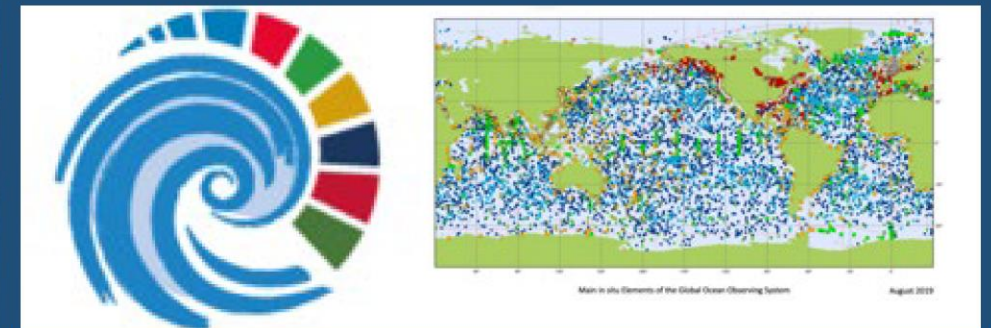 Main in situ Elements of the Global Ocean Observing System
August 2019